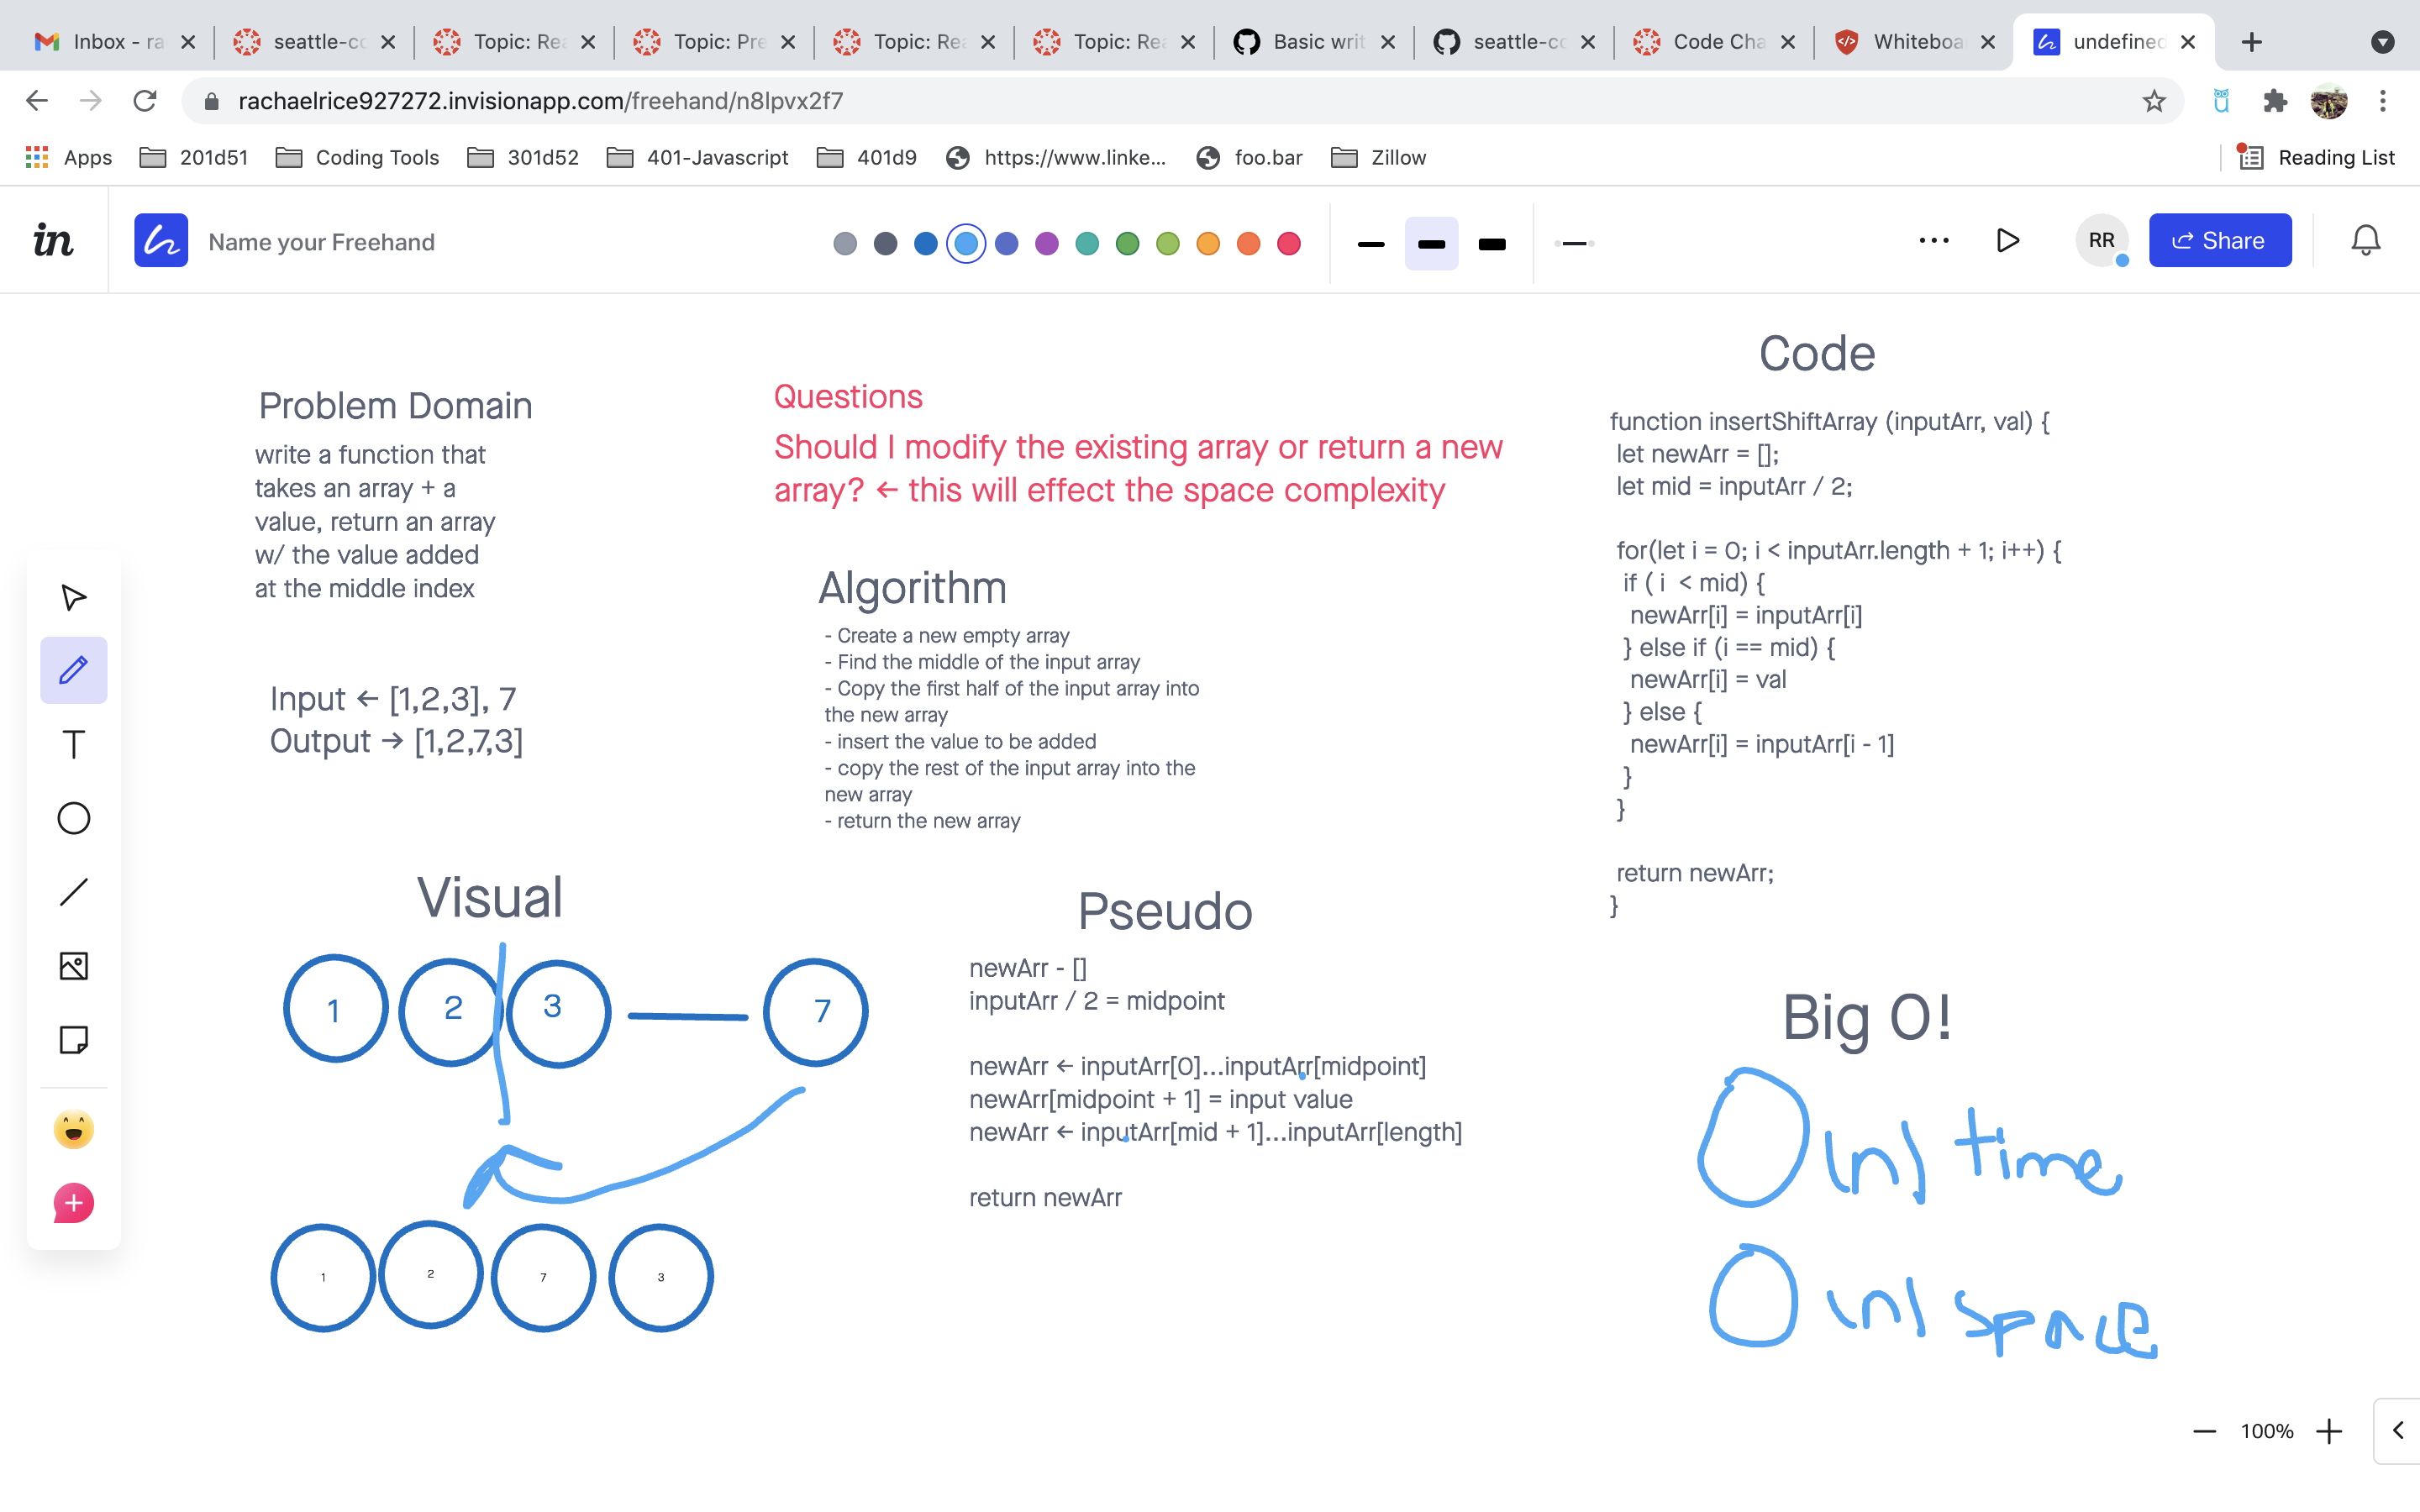 Inbox - ra
seattle-co
Topic: Rea
Topic: Pre
Topic: Rea
Topic: Rea
Basic writ
seattle-co
Code Cha
Whiteboa
undefined
rachaelrice927272.invisionapp.com/freehand/n8lpvx2f7
Apps
201d51
Coding Tools
301d52
401-Javascript
401d9
https://www.linke...
foo.bar
Zillow
Reading List
in
Name your Freehand
RR
Share
Problem Domain
write a function that
takes an array + a
value, return an array
w/ the value added
at the middle index
Input ← [1,2,3], 7
Output → [1,2,7,3]
Questions
Should I modify the existing array or return a new
array? ← this will effect the space complexity
Algorithm
- Create a new empty array
- Find the middle of the input array
- Copy the first half of the input array into
the new array
- insert the value to be added
- copy the rest of the input array into the
new array
- return the new array
Visual
1 2 3 7
1 2 7 3
Pseudo
newArr - []
inputArr / 2 = midpoint
newArr ← inputArr[0]...inputArr[midpoint]
newArr[midpoint + 1] = input value
newArr ← inputArr[mid + 1]...inputArr[length]
return newArr
Code
function insertShiftArray (inputArr, val) {
let newArr = [];
let mid = inputArr / 2;
for(let i = 0; i < inputArr.length + 1; i++) {
if ( i < mid) {
newArr[i] = inputArr[i]
} else if (i == mid) {
newArr[i] = val
} else {
newArr[i] = inputArr[i - 1]
}
}
return newArr;
}
Big O!
O(n) time
O(n) space
T
100%